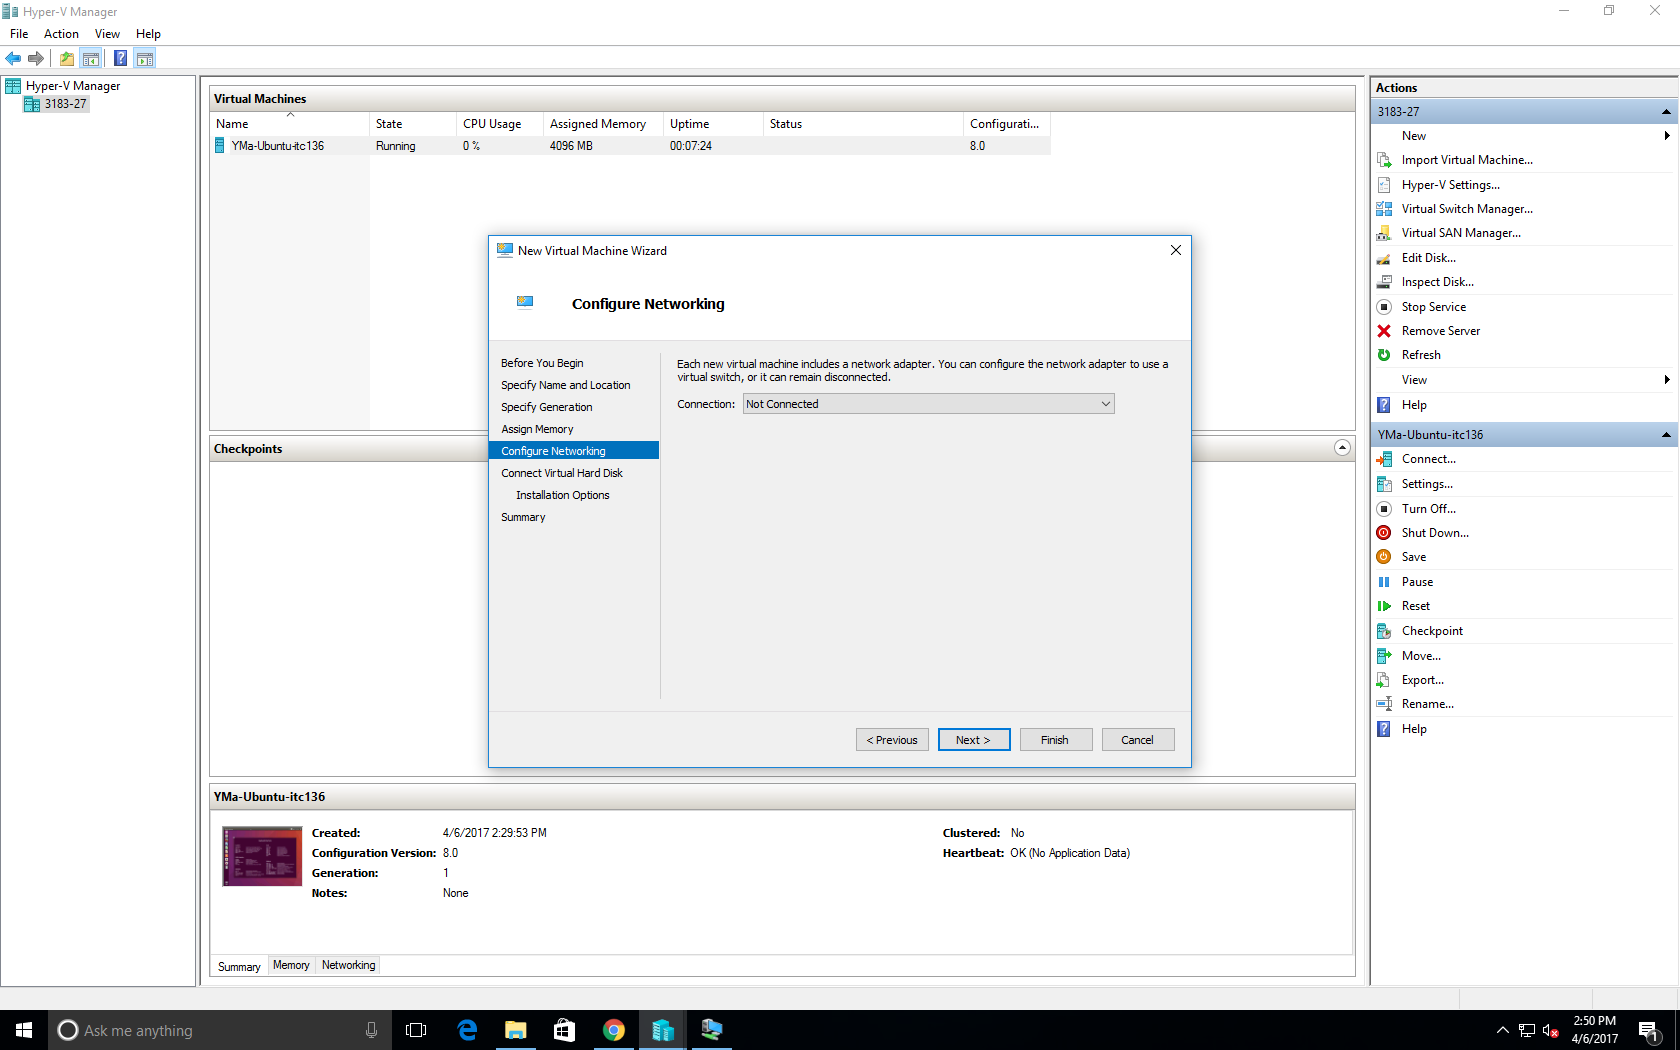 Hyper-V Manager
File Action View Help
Hyper-V Manager
3183-27
Virtual Machines
Name State CPU Usage Assigned Memory Uptime Status Configurati...
YMa-Ubuntu-itc136 Running 0 % 4096 MB 00:07:24 8.0
New Virtual Machine Wizard
Configure Networking
Before You Begin
Specify Name and Location
Specify Generation
Assign Memory
Configure Networking
Connect Virtual Hard Disk
Installation Options
Summary
Each new virtual machine includes a network adapter. You can configure the network adapter to use a
virtual switch, or it can remain disconnected.
Connection: Not Connected
< Previous Next > Finish Cancel
Checkpoints
YMa-Ubuntu-itc136
Created: 4/6/2017 2:29:53 PM
Configuration Version: 8.0
Generation: 1
Notes: None
Clustered: No
Heartbeat: OK (No Application Data)
Summary Memory Networking
Actions
3183-27
New
Import Virtual Machine...
Hyper-V Settings...
Virtual Switch Manager...
Virtual SAN Manager...
Edit Disk...
Inspect Disk...
Stop Service
Remove Server
Refresh
View
Help
YMa-Ubuntu-itc136
Connect...
Settings...
Turn Off...
Shut Down...
Save
Pause
Reset
Checkpoint
Move...
Export...
Rename...
Help
Ask me anything
2:50 PM
4/6/2017
1